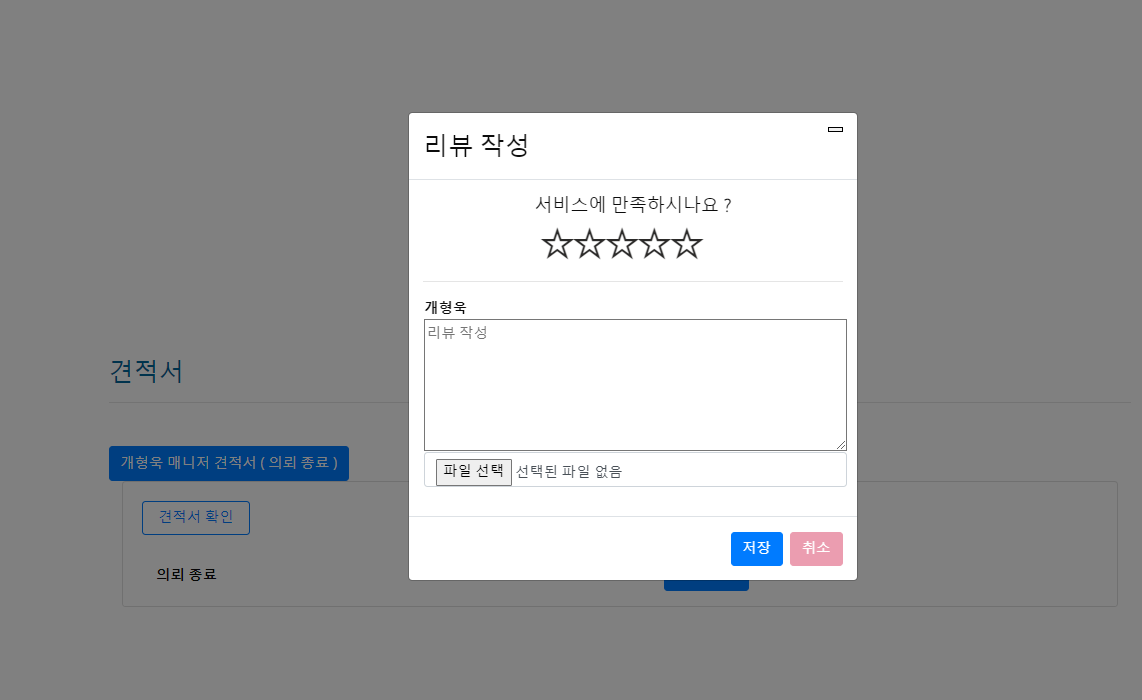 리뷰 작성
서비스에 만족하시나요 ?
☆☆☆☆☆
개형욱
리뷰 작성
파일 선택 선택된 파일 없음
저장 취소
견적서
개형욱 매니저 견적서 ( 의뢰 종료 )
견적서 확인
의뢰 종료